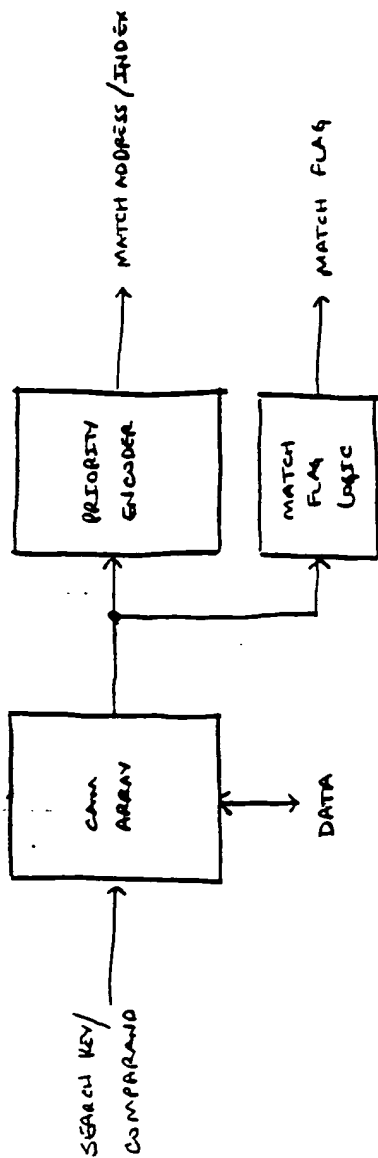 SEARCH KEY/
COMPARAND
CAM
ARRAY
DATA
PRIORITY
ENCODER
MATCH ADDRESS/INDEX
MATCH
FLAG
LOGIC
MATCH FLAG